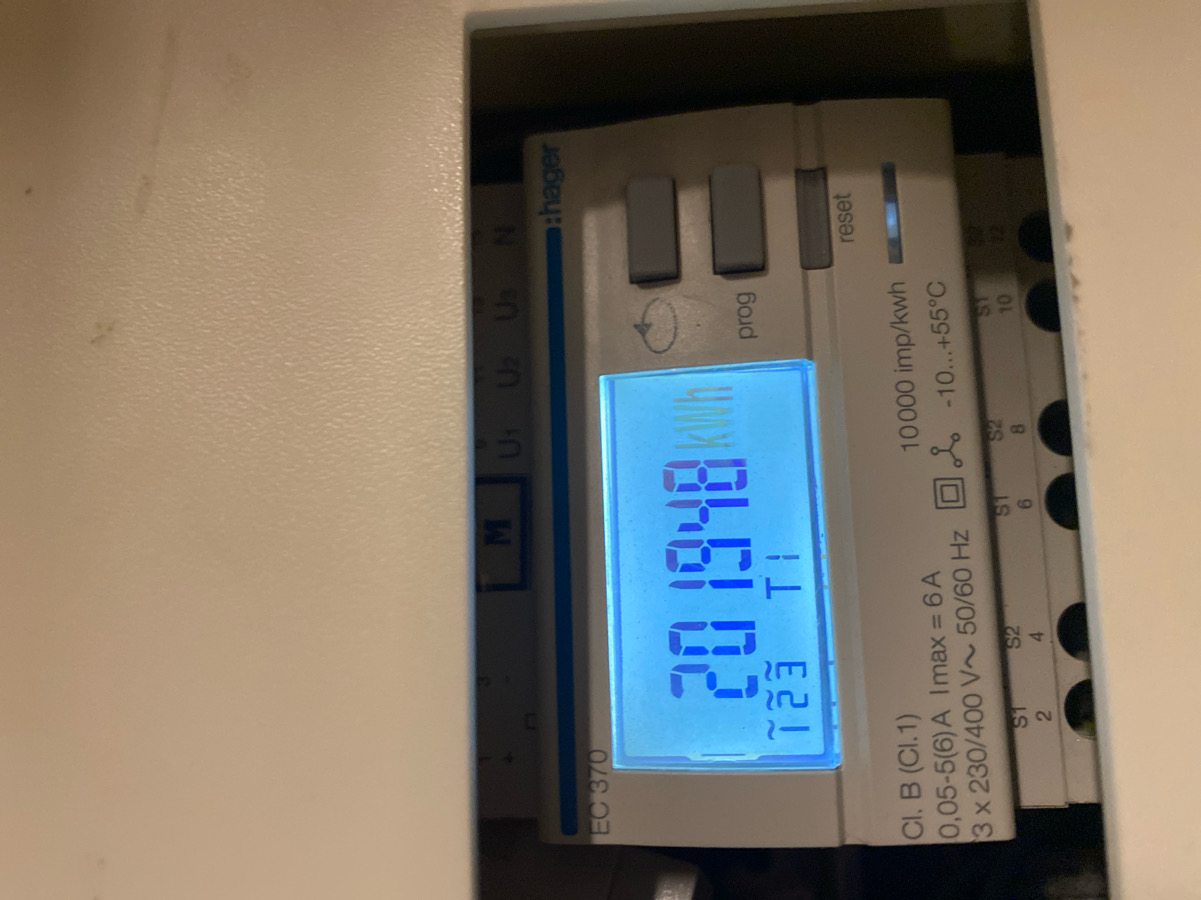 M U1 U2 U3 N
:hager
EC 370
201948 kWh
1 2 3 T1
prog
reset
Cl. B (Cl.1)
10000 imp/kwh
0,05-5(6)A Imax = 6A
-10...+55°C
3 x 230/400 V~ 50/60 Hz
S1 S2 S1 S2 S1 S2
2 4 6 8 10 12